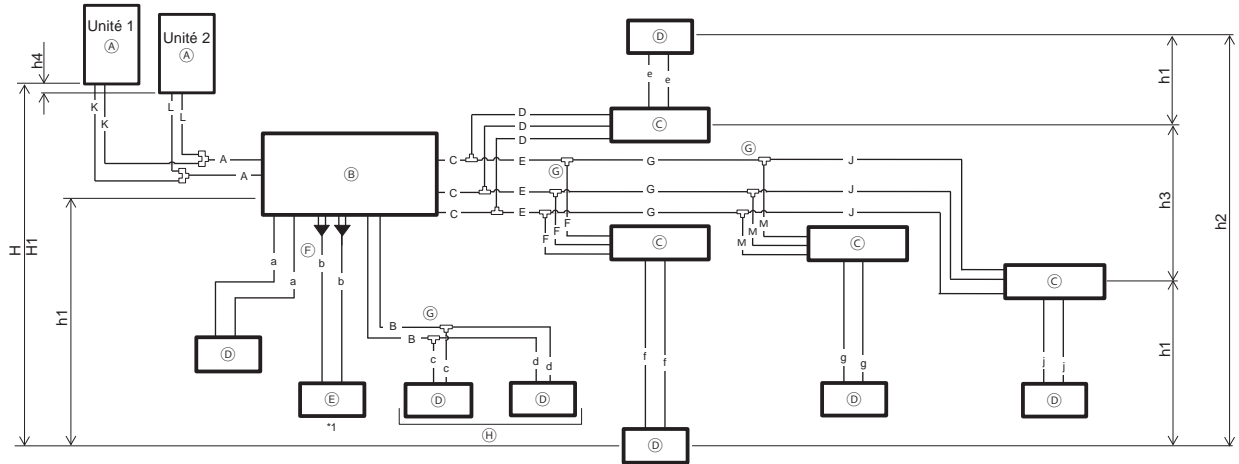 Unité 1
Ⓐ
Unité 2
Ⓐ
h4
K
K
L
L
A
A
Ⓑ
Ⓓ
e
e
Ⓒ
D
D
D
C
E
Ⓖ
G
Ⓖ
J
C
E
G
J
C
E
G
J
F
F
F
Ⓒ
M
M
M
Ⓒ
Ⓒ
h1
h3
h2
h1
H
H1
h1
a
a
Ⓕ
b
b
B
B
Ⓖ
c
c
d
d
f
f
g
g
j
j
Ⓓ
Ⓔ
*1
Ⓓ
Ⓓ
Ⓗ
Ⓓ
Ⓓ
Ⓓ